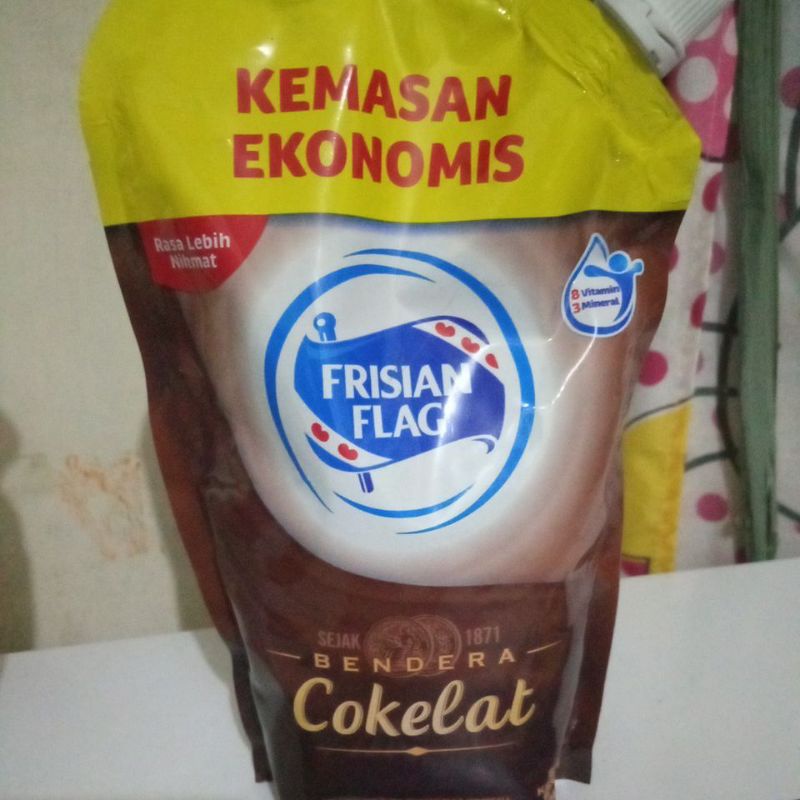 KEMASAN
EKONOMIS
Rasa Lebih
Nikmat
8 Vitamin
3 Mineral
FRISIAN
FLAG
SEJAK 1871
BENDERA
Cokelat